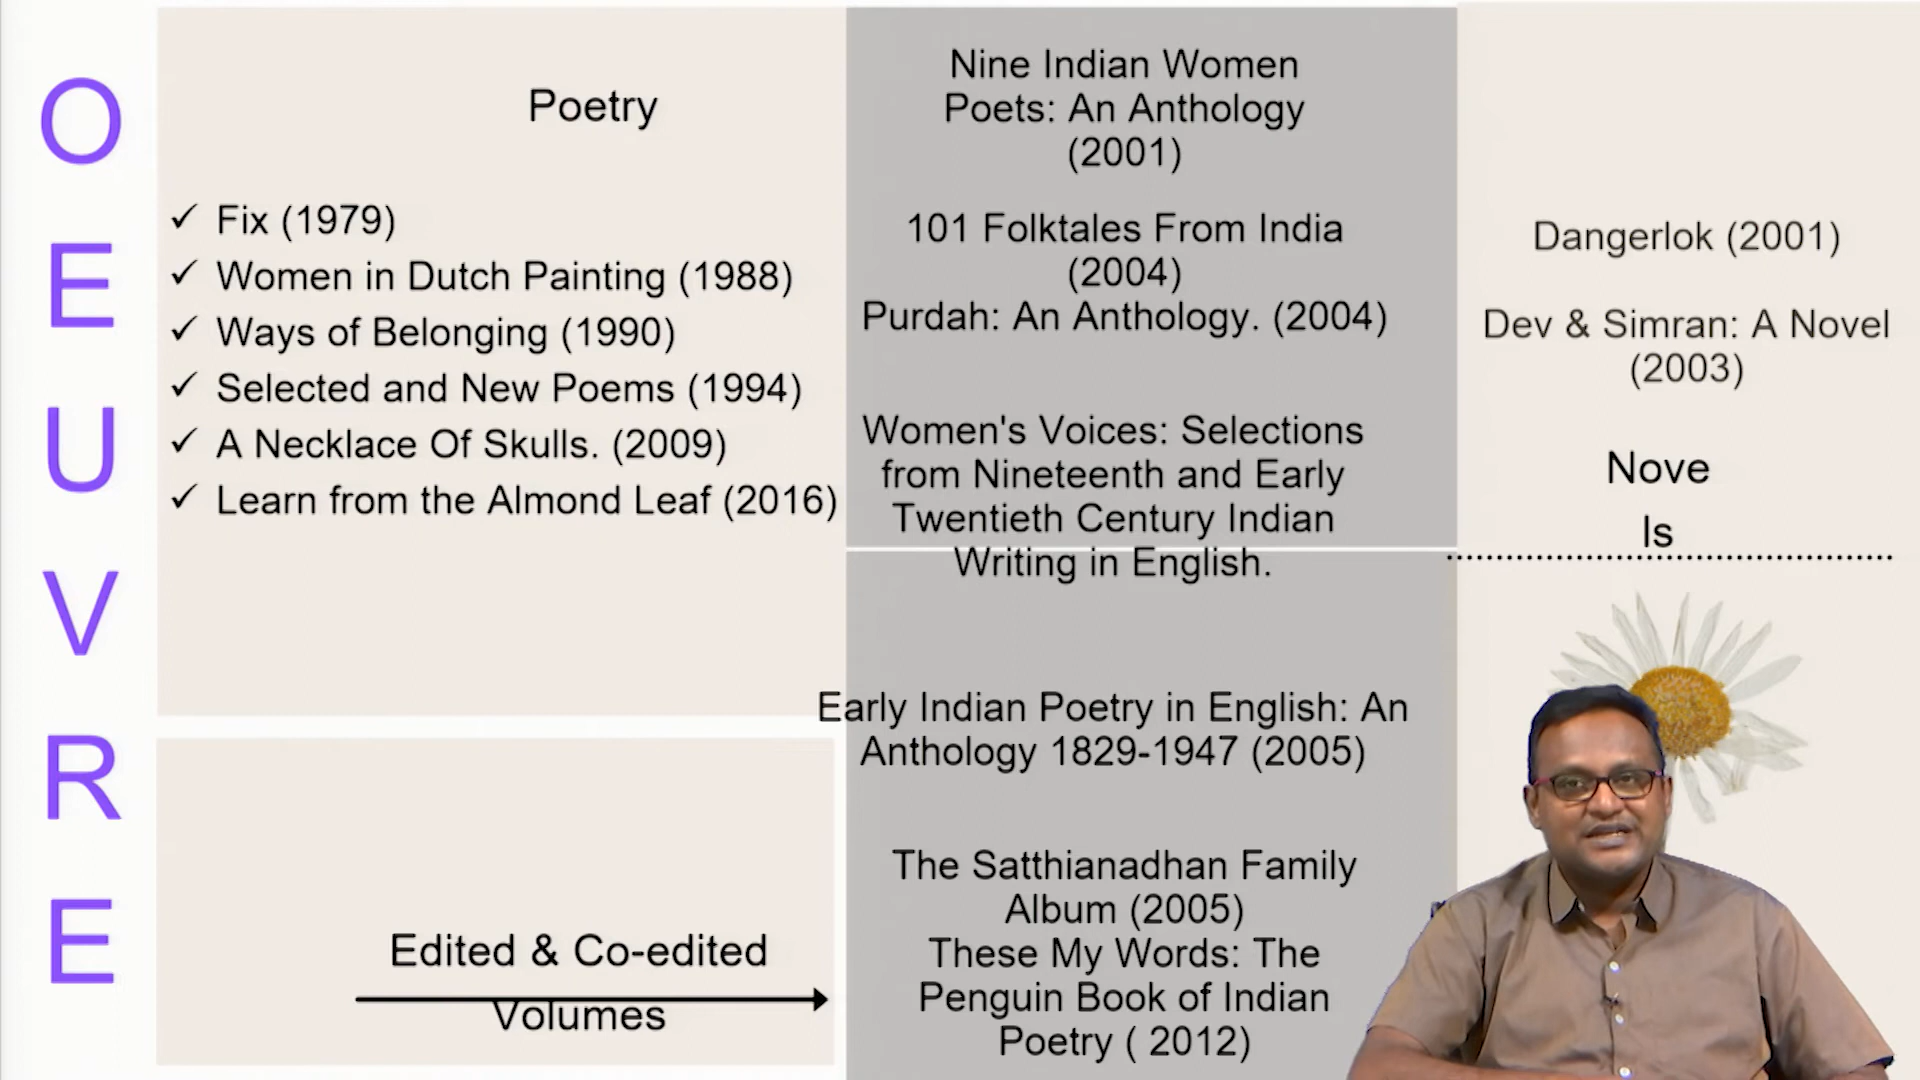 OEUVRE
Poetry
✓ Fix (1979)
✓ Women in Dutch Painting (1988)
✓ Ways of Belonging (1990)
✓ Selected and New Poems (1994)
✓ A Necklace Of Skulls. (2009)
✓ Learn from the Almond Leaf (2016)
Edited & Co-edited
Volumes
Nine Indian Women
Poets: An Anthology
(2001)
101 Folktales From India
(2004)
Purdah: An Anthology. (2004)
Women's Voices: Selections
from Nineteenth and Early
Twentieth Century Indian
Writing in English.
Early Indian Poetry in English: An
Anthology 1829-1947 (2005)
The Satthianadhan Family
Album (2005)
These My Words: The
Penguin Book of Indian
Poetry ( 2012)
Dangerlok (2001)
Dev & Simran: A Novel
(2003)
Nove
ls